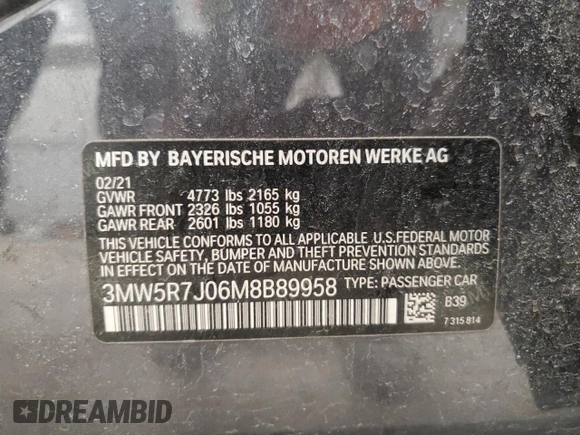 MFD BY BAYERISCHE MOTOREN WERKE AG
02/21
GVWR 4773 lbs 2165 kg
GAWR FRONT 2326 lbs 1055 kg
GAWR REAR 2601 lbs 1180 kg
THIS VEHICLE CONFORMS TO ALL APPLICABLE U.S.FEDERAL MOTOR
VEHICLE SAFETY, BUMPER AND THEFT PREVENTION STANDARDS
IN EFFECT ON THE DATE OF MANUFACTURE SHOWN ABOVE.
3MW5R7J06M8B89958 TYPE: PASSENGER CAR
B39
7315814
DREAMBID